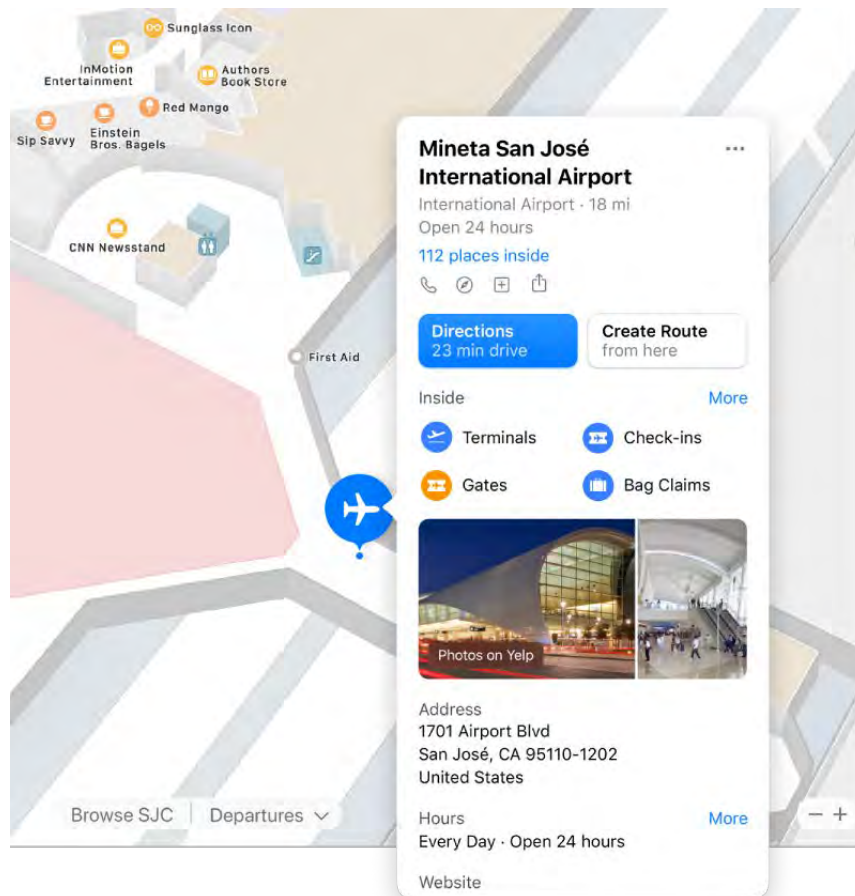 Sunglass Icon
InMotion
Entertainment
Authors
Book Store
Red Mango
Sip Savvy
Einstein
Bros. Bagels
CNN Newsstand
First Aid
Mineta San José
International Airport
International Airport · 18 mi
Open 24 hours
112 places inside
Directions
23 min drive
Create Route
from here
Inside
More
Terminals
Check-ins
Gates
Bag Claims
Photos on Yelp
Address
1701 Airport Blvd
San José, CA 95110-1202
United States
Hours
More
Every Day · Open 24 hours
Website
Browse SJC
Departures